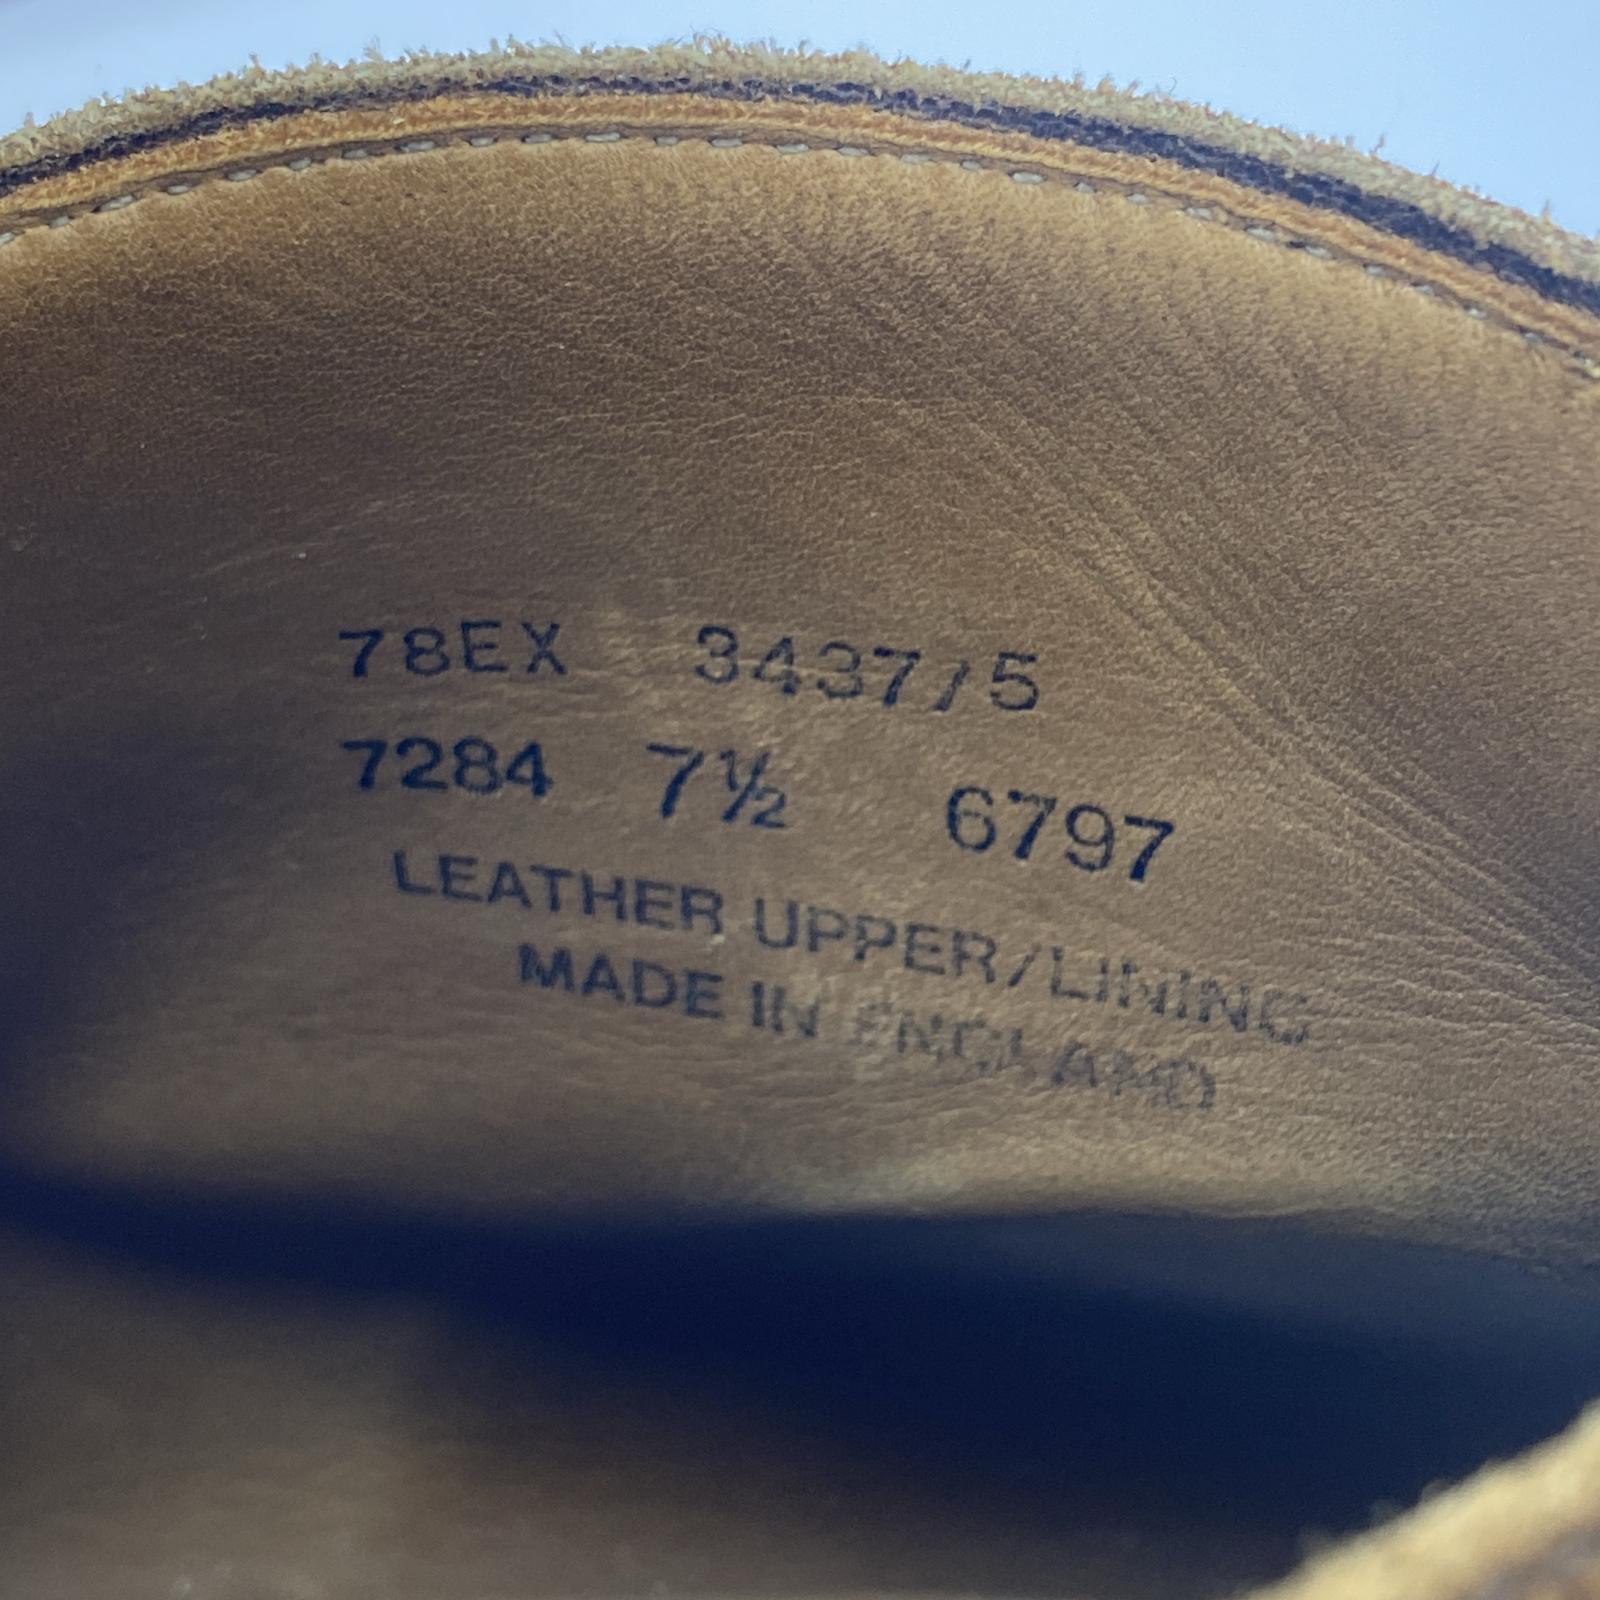 78EX 3437/5
7284 7½ 6797
LEATHER UPPER/LINING
MADE IN ENGLAND